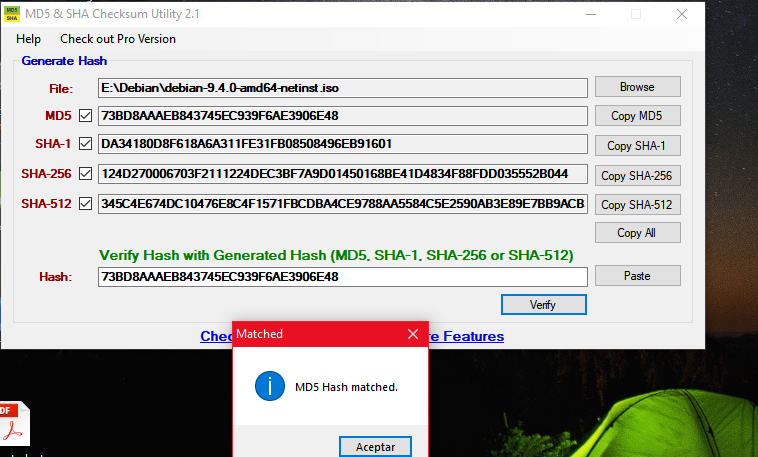 MD5 SHA
MD5 & SHA Checksum Utility 2.1
Help Check out Pro Version
Generate Hash
File: E:\Debian\debian-9.4.0-amd64-netinst.iso Browse
MD5 73BD8AAAEB843745EC939F6AE3906E48 Copy MD5
SHA-1 DA34180D8F618A6A311FE31FB08508496EB91601 Copy SHA-1
SHA-256 124D270006703F2111224DEC3BF7A9D01450168BE41D4834F88FDD035552B044 Copy SHA-256
SHA-512 345C4E674DC10476E8C4F1571FBCDBA4CE9788AA5584C5E2590AB3E89E7BB9ACB Copy SHA-512
Copy All
Verify Hash with Generated Hash (MD5, SHA-1, SHA-256 or SHA-512)
Hash: 73BD8AAAEB843745EC939F6AE3906E48 Paste
Verify
Chec re Features
Matched
MD5 Hash matched.
Aceptar
DF